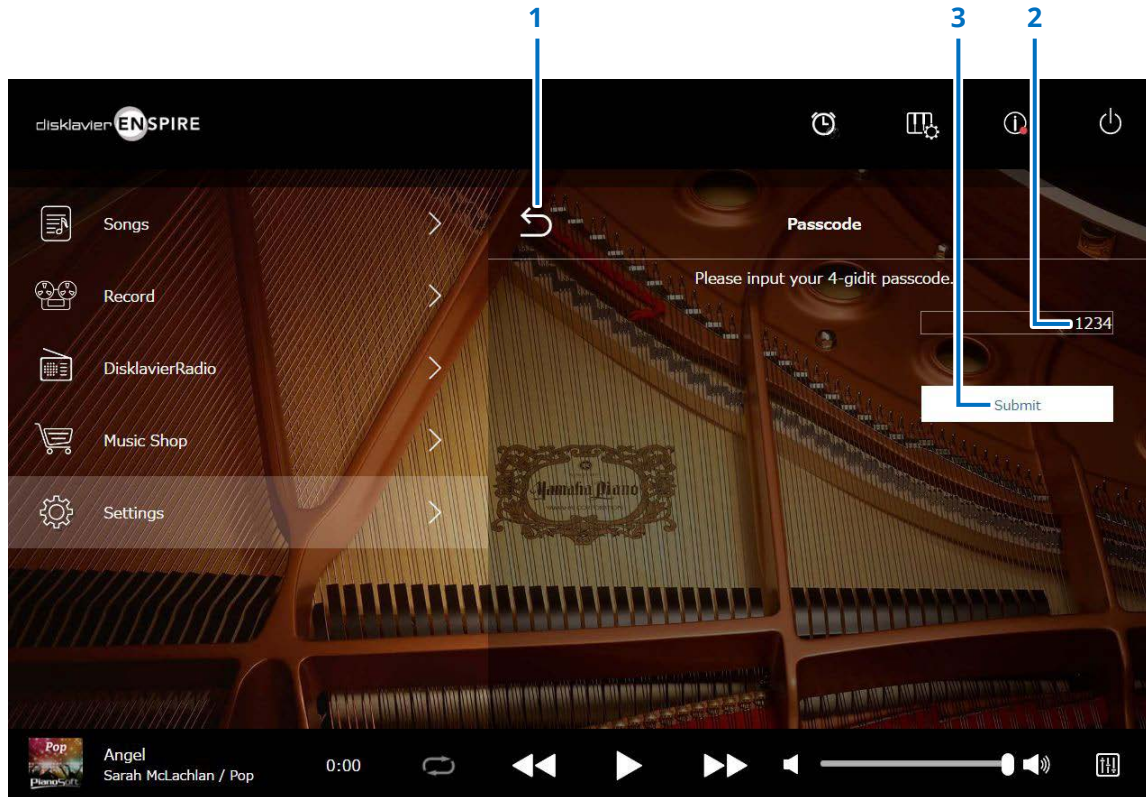 1
3
2
disklavier ENSPIRE
Songs
Passcode
Record
Please input your 4-gidit passcode.
1234
DisklavierRadio
Submit
Music Shop
Yamaha Piano
Settings
Pop
PianoSoft
Angel
Sarah McLachlan / Pop
0:00